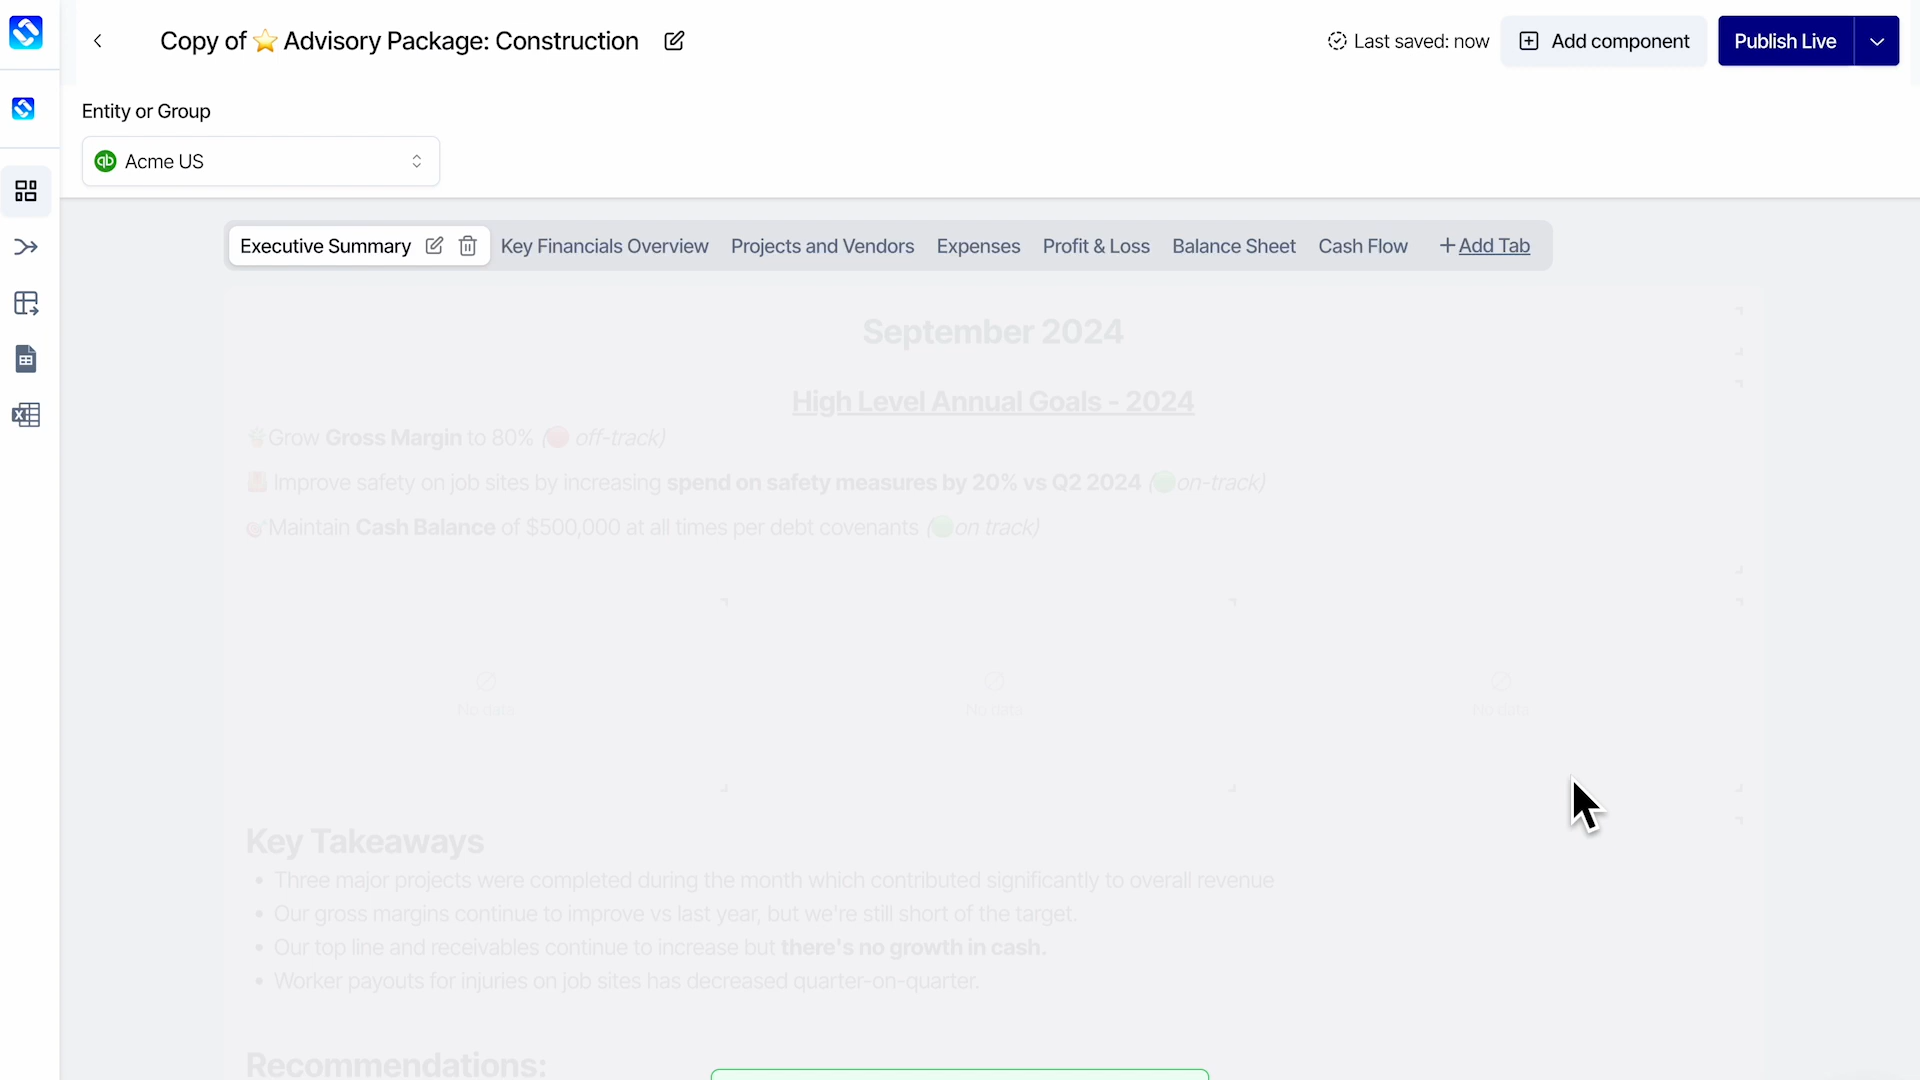 Copy of ⭐ Advisory Package: Construction
Last saved: now
Add component
Publish Live
Entity or Group
qb Acme US
Executive Summary
Key Financials Overview
Projects and Vendors
Expenses
Profit & Loss
Balance Sheet
Cash Flow
+ Add Tab
September 2024
High Level Annual Goals - 2024
Grow Gross Margin to 80% (🔴 off-track)
Improve safety on job sites by increasing spend on safety measures by 20% vs Q2 2024 (🟢on-track)
🎯Maintain Cash Balance of $500,000 at all times per debt covenants (🟢on track)
No data
No data
No data
Key Takeaways
• Three major projects were completed during the month which contributed significantly to overall revenue
• Our gross margins continue to improve vs last year, but we're still short of the target.
• Our top line and receivables continue to increase but there's no growth in cash.
• Worker payouts for injuries on job sites has decreased quarter-on-quarter.
Recommendations: